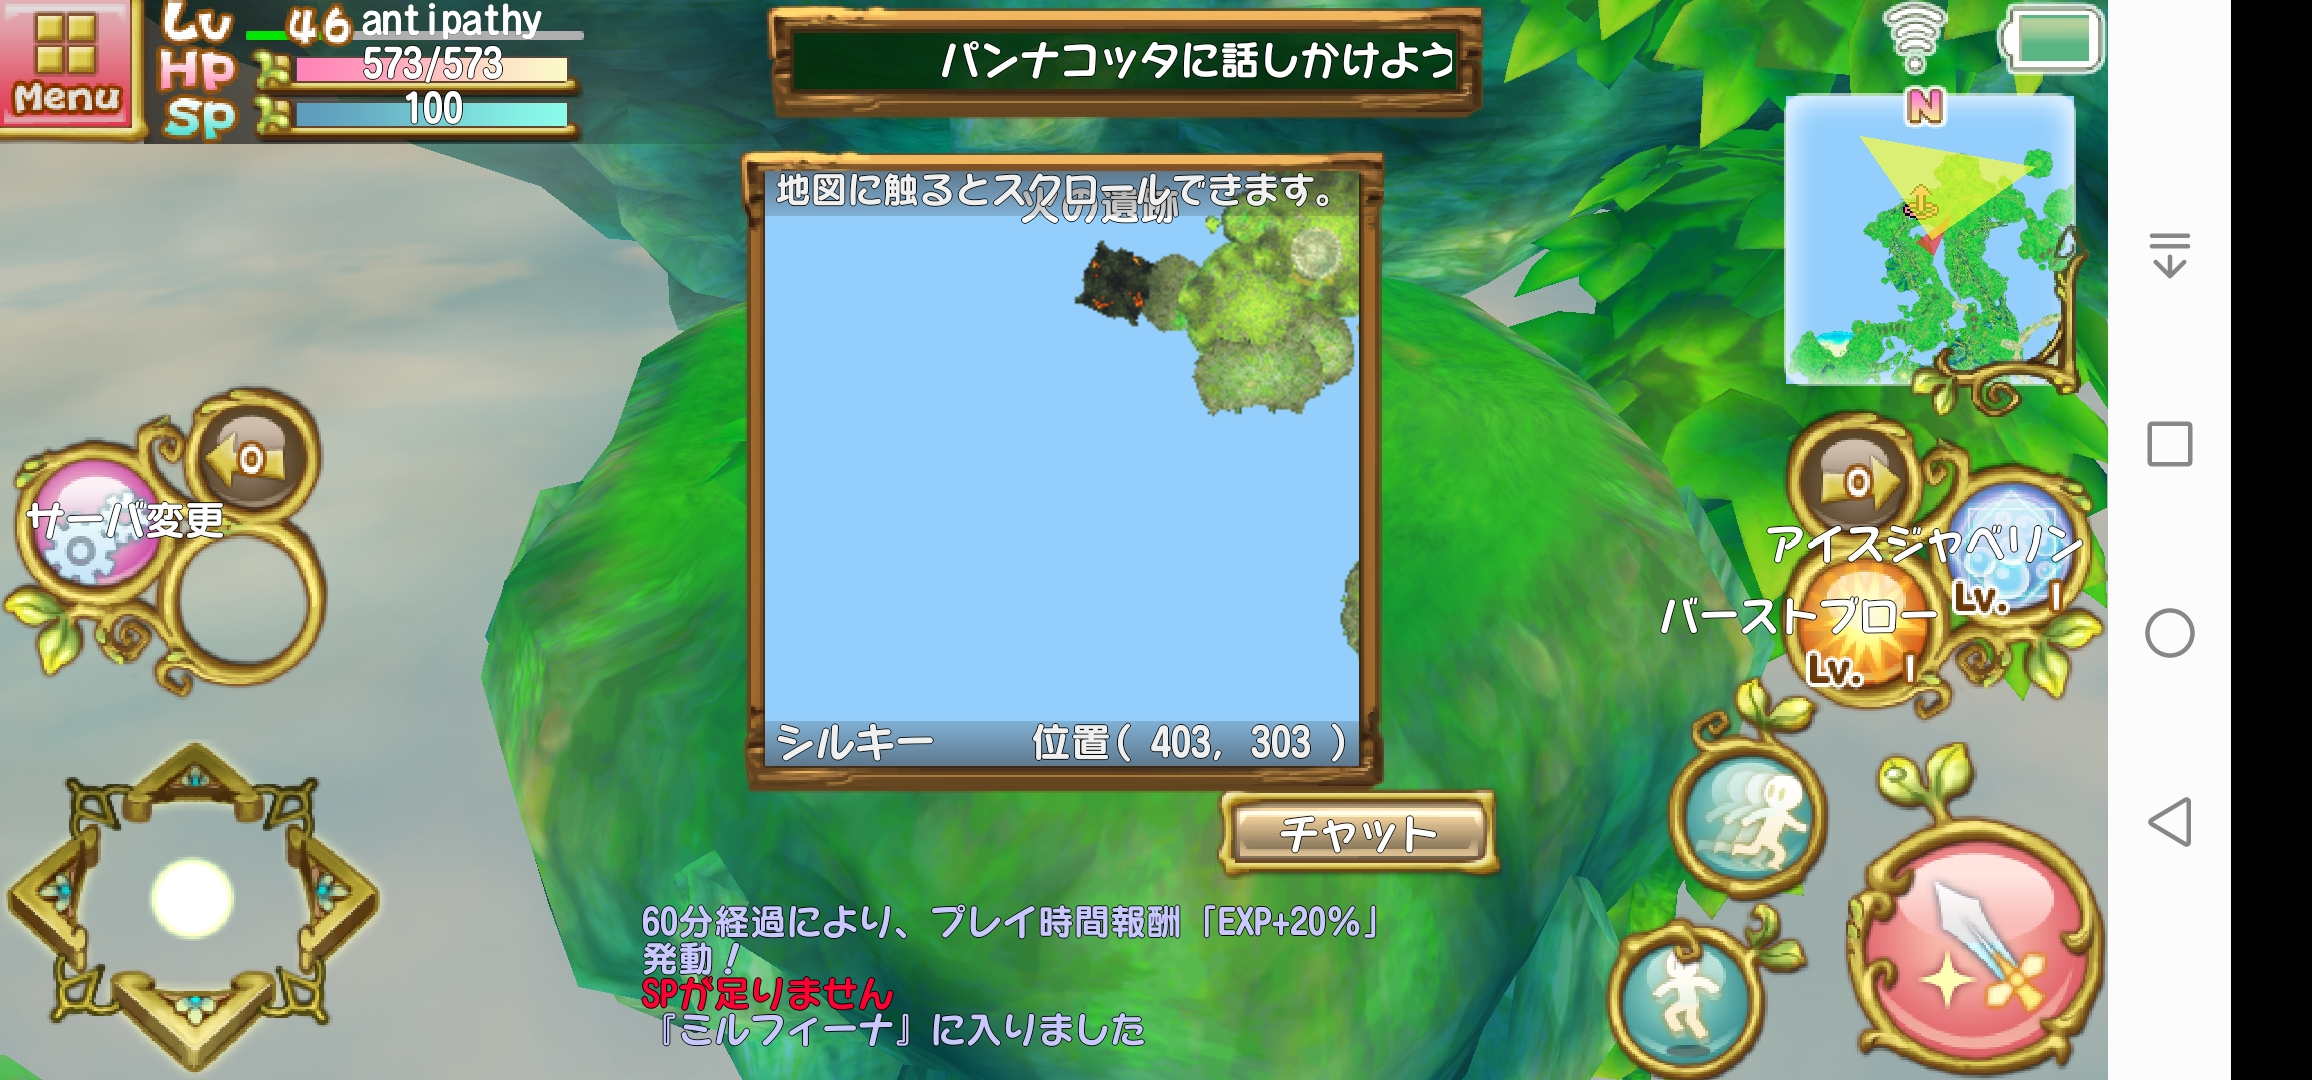 Menu
Lv 46 antipathy
HP 573/573
SP 100
パンナコッタに話しかけよう
N
地図に触るとスクロールできます。
火の遺跡
0
サーバ変更
0
アイスジャベリン
Lv. 1
バーストブロー
Lv. 1
シルキー 位置( 403, 303 )
チャット
60分経過により、プレイ時間報酬「EXP+20%」
発動!
SPが足りません
『ミルフィーナ』に入りました